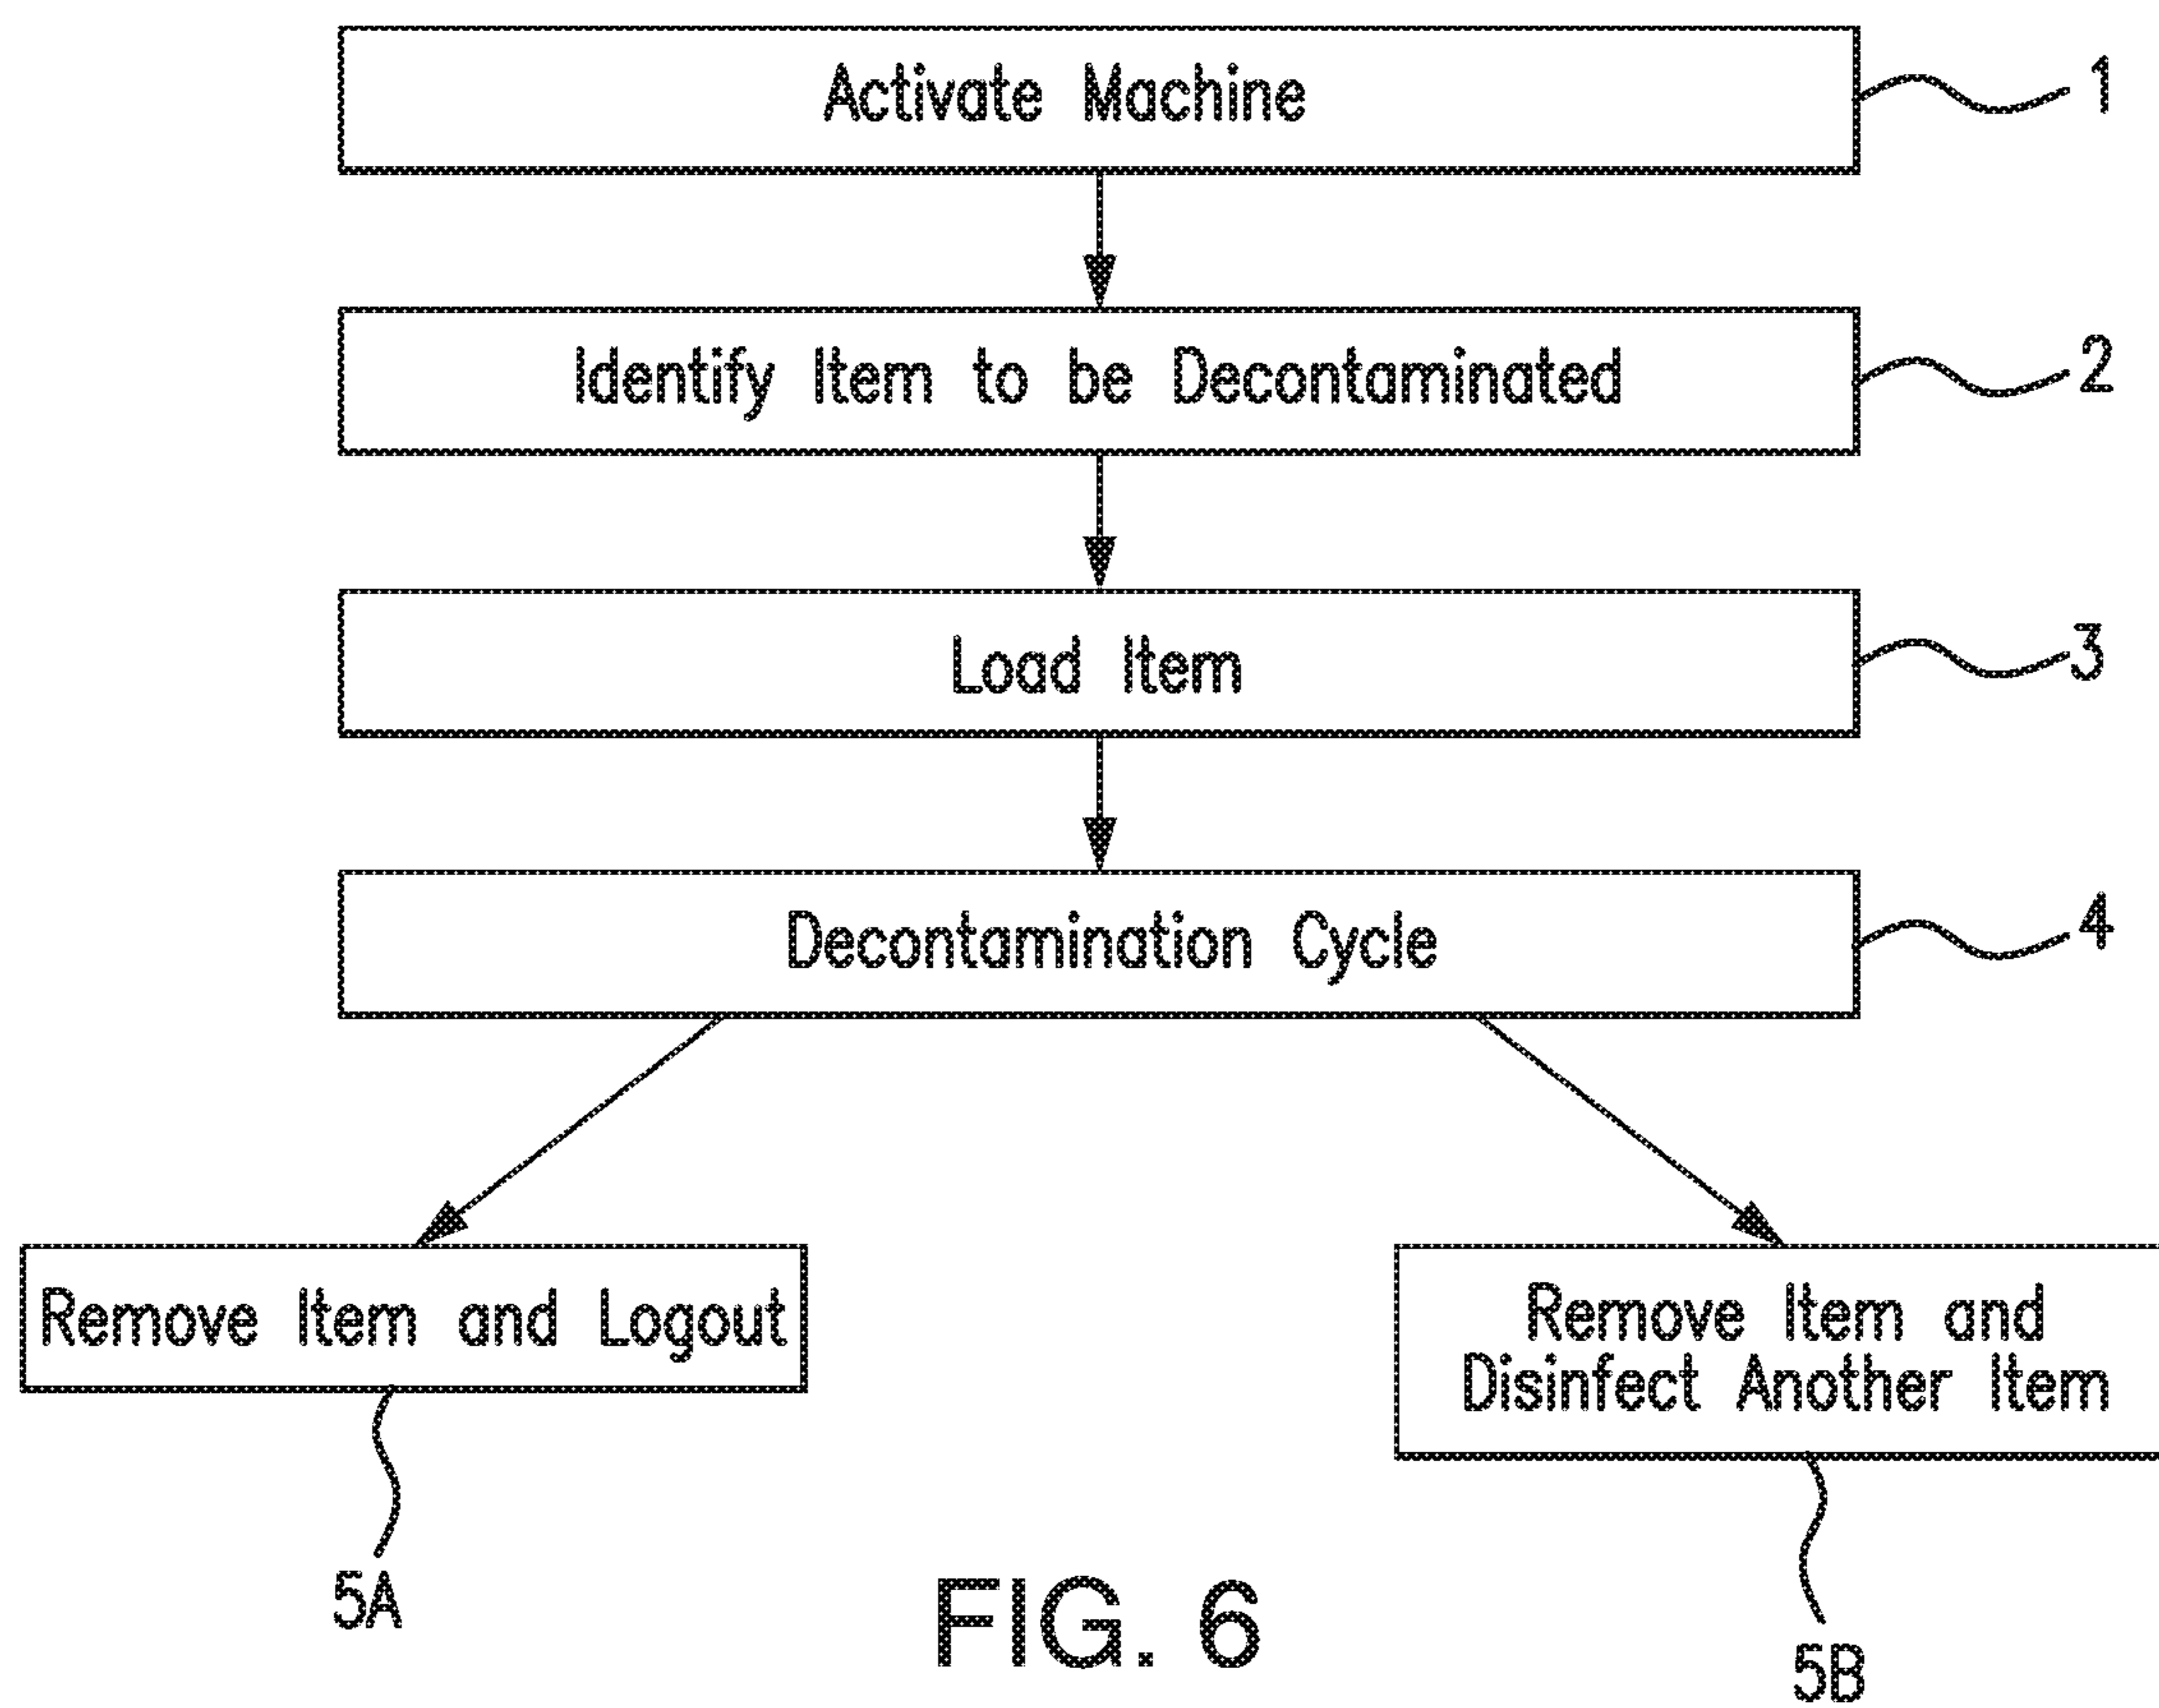 Activate Machine
1
Identify Item to be Decontaminated
2
Load Item
3
Decontamination Cycle
4
Remove Item and Logout
Remove Item and
Disinfect Another Item
5A
5B
FIG. 6